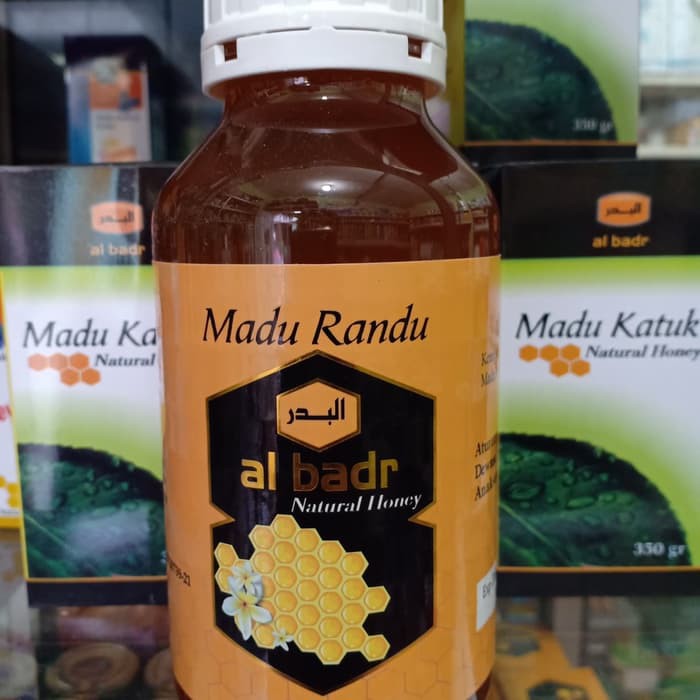 350 gr
البدر
al badr
Madu Ka
Natural
البدر
al badr
Madu Katuk
Natural Honey
350 gr
Madu Randu
البدر
al badr
Natural Honey